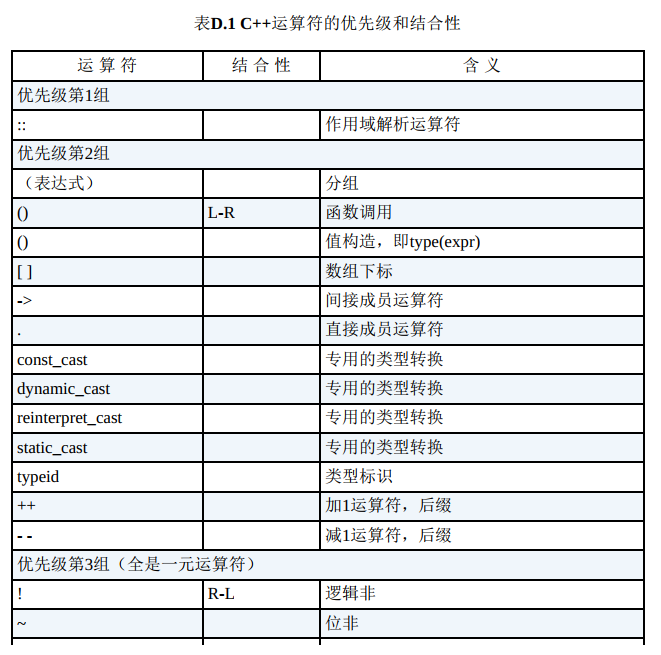 表D.1 C++运算符的优先级和结合性
运 算 符 结 合 性 含 义
优先级第1组
:: 作用域解析运算符
优先级第2组
（表达式） 分组
() L-R 函数调用
() 值构造，即type(expr)
[ ] 数组下标
-> 间接成员运算符
. 直接成员运算符
const_cast 专用的类型转换
dynamic_cast 专用的类型转换
reinterpret_cast 专用的类型转换
static_cast 专用的类型转换
typeid 类型标识
++ 加1运算符，后缀
- - 减1运算符，后缀
优先级第3组（全是一元运算符）
! R-L 逻辑非
~ 位非